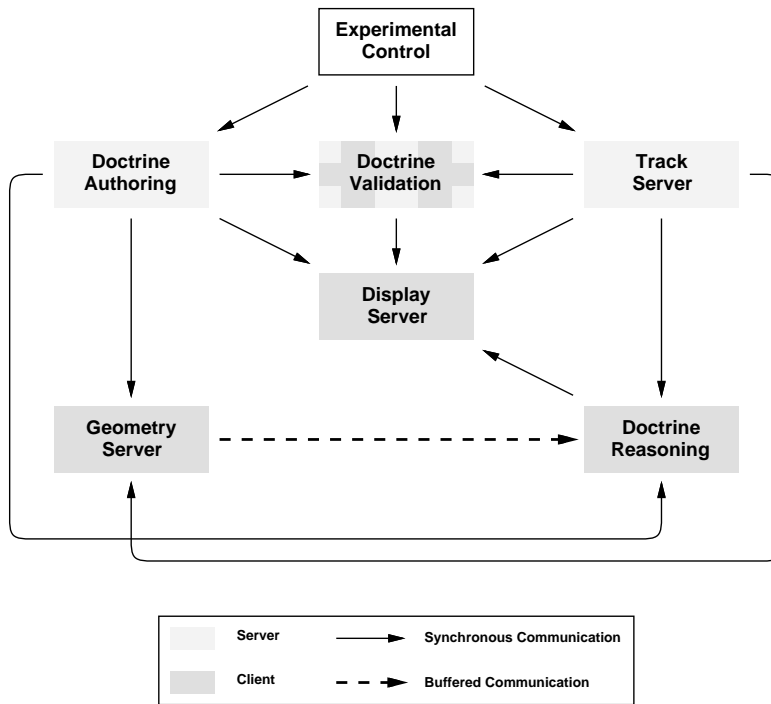 Experimental
Control
Doctrine
Authoring
Doctrine
Validation
Track
Server
Display
Server
Geometry
Server
Doctrine
Reasoning
Server
Synchronous Communication
Client
Buffered Communication